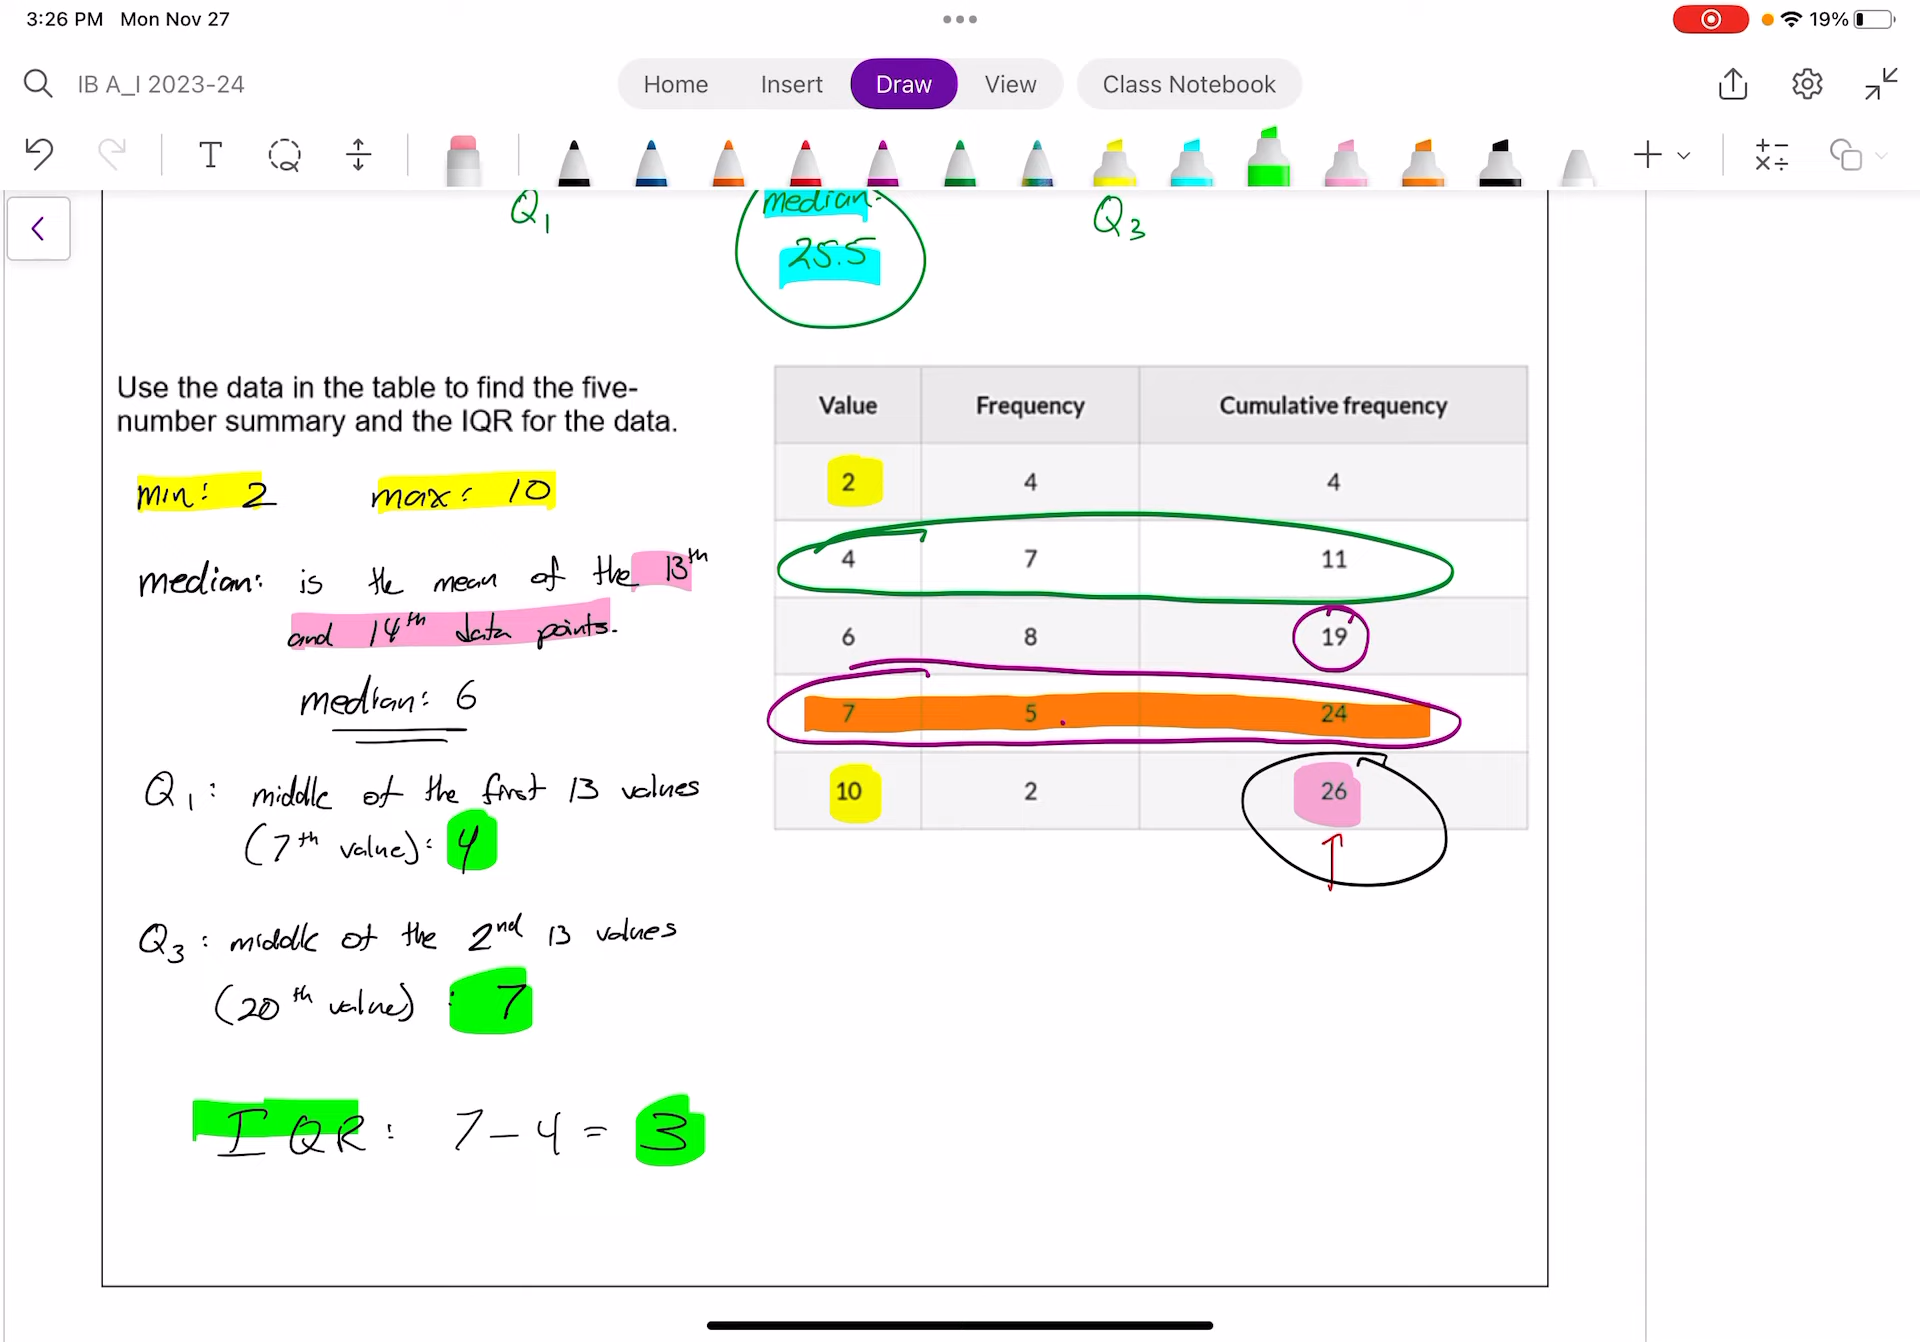 3:26 PM Mon Nov 27
19%
IB A_I 2023-24
Home Insert Draw View Class Notebook
T
Q1 median: Q3
25.5
Use the data in the table to find the five-
number summary and the IQR for the data.
min: 2 max: 10
median: is the mean of the 13th
and 14th data points.
median: 6
Q1: middle of the first 13 values
(7th value): 4
Q3: middle of the 2nd 13 values
(20th value) : 7
IQR: 7 - 4 = 3
Value Frequency Cumulative frequency
2 4 4
4 7 11
6 8 19
7 5 24
10 2 26